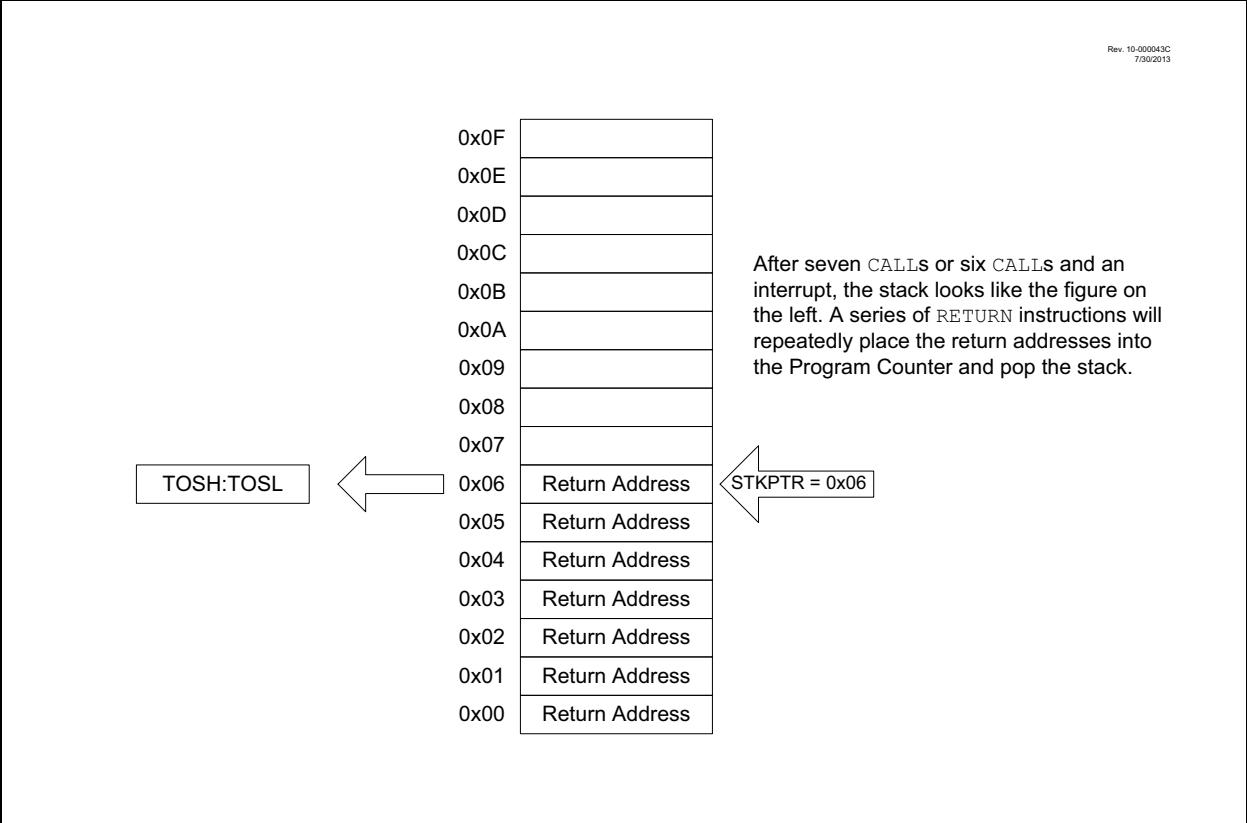 Rev. 10-000043C
7/30/2013
0x0F
0x0E
0x0D
0x0C
0x0B
0x0A
0x09
0x08
0x07
After seven CALLs or six CALLs and an
interrupt, the stack looks like the figure on
the left. A series of RETURN instructions will
repeatedly place the return addresses into
the Program Counter and pop the stack.
TOSH:TOSL
0x06 Return Address
STKPTR = 0x06
0x05 Return Address
0x04 Return Address
0x03 Return Address
0x02 Return Address
0x01 Return Address
0x00 Return Address